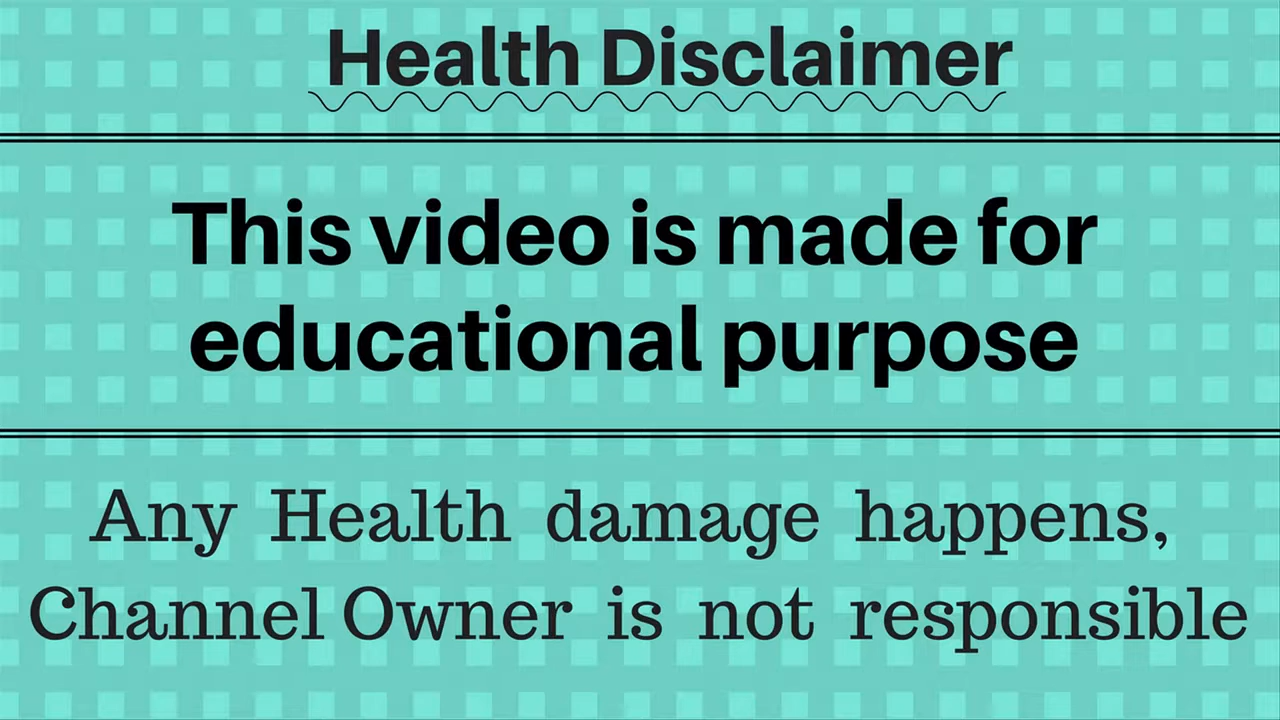 Health Disclaimer
This video is made for
educational purpose
Any Health damage happens,
Channel Owner is not responsible